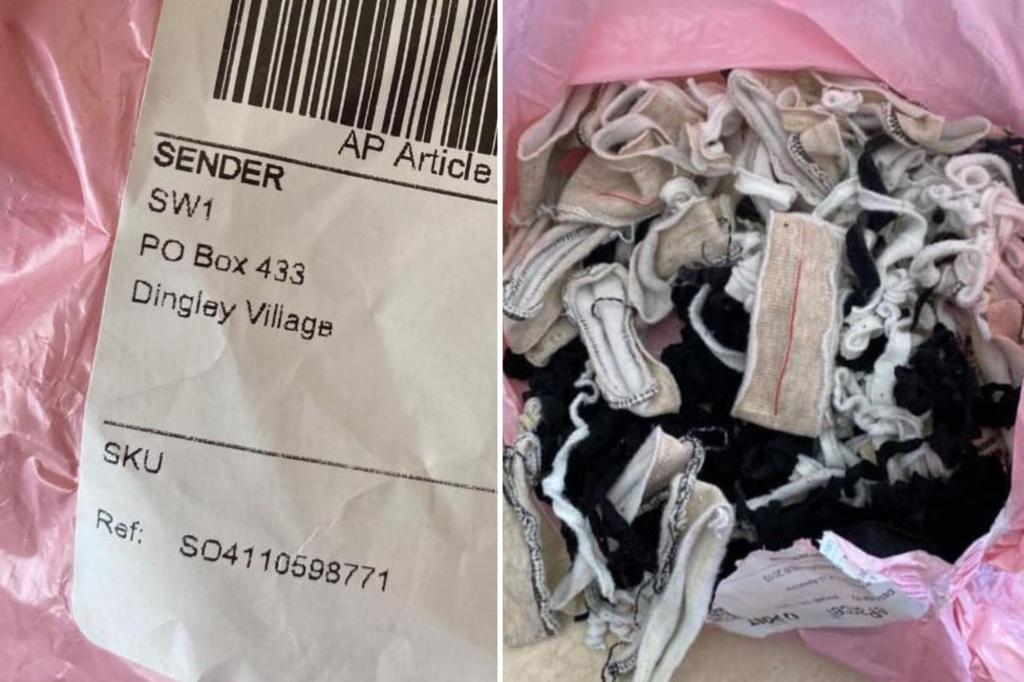 AP Article
SENDER
SW1
PO Box 433
Dingley Village
SKU
Ref: SO4110598771